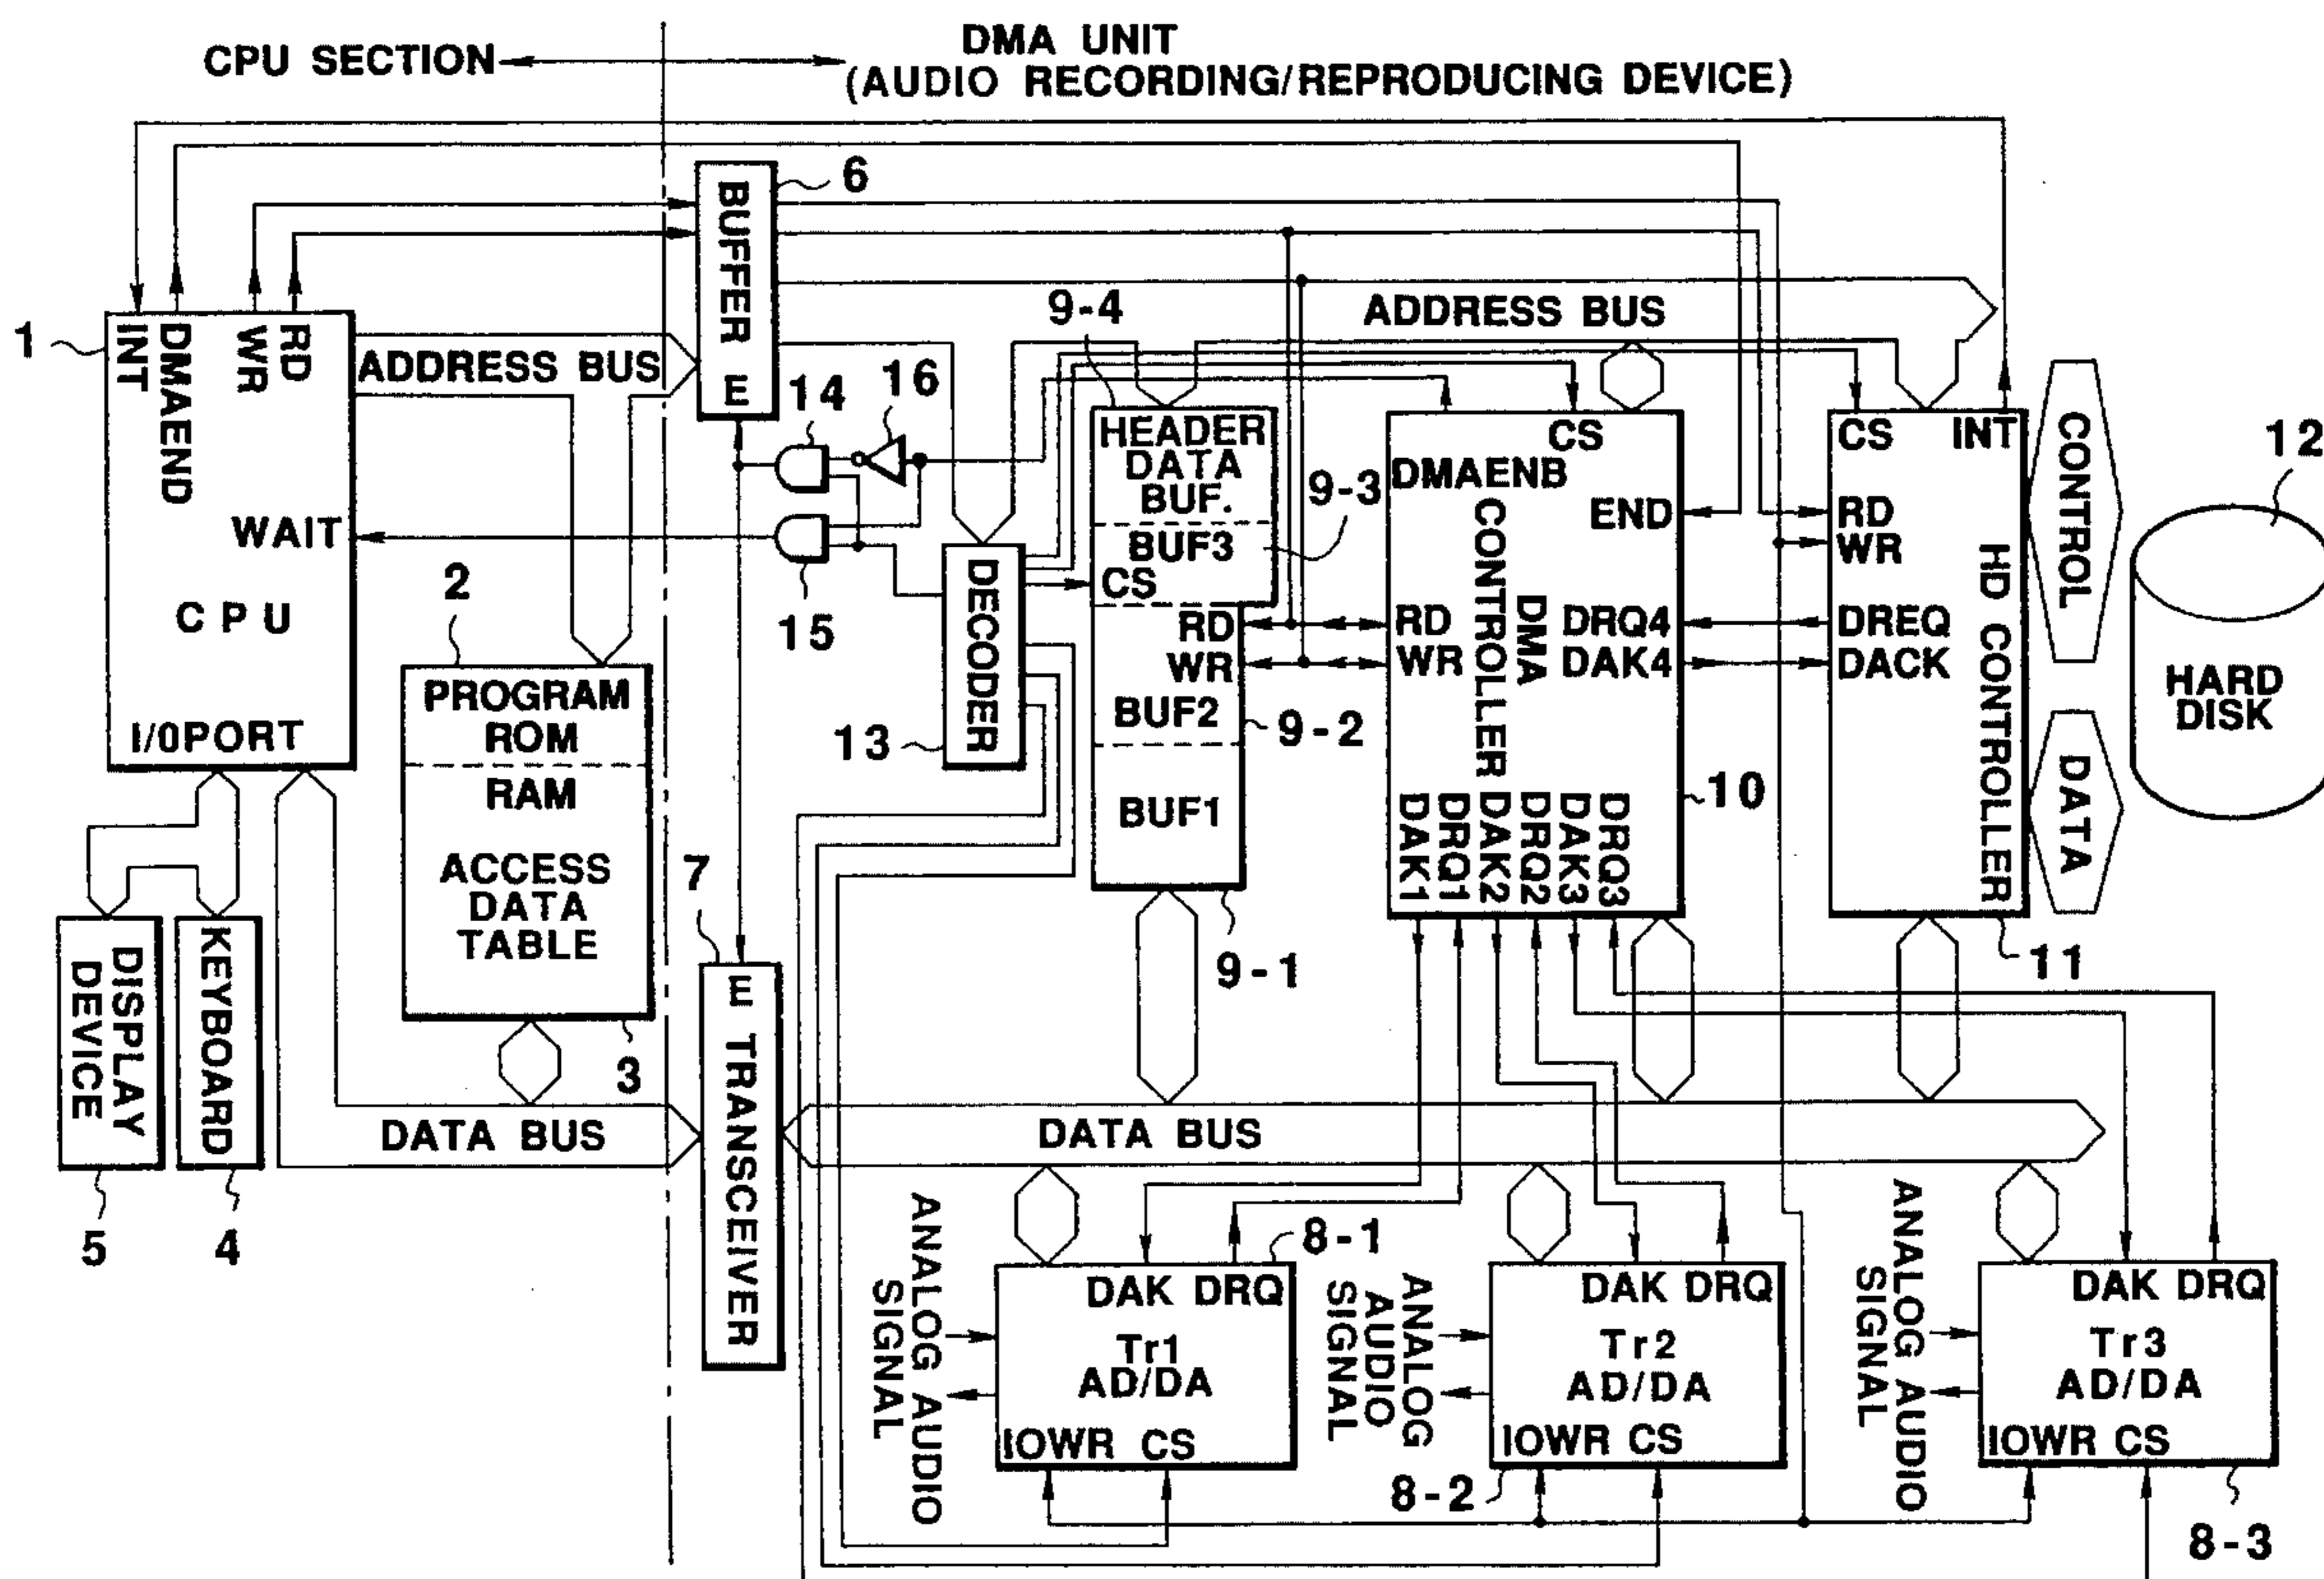 CPU SECTION
DMA UNIT
(AUDIO RECORDING/REPRODUCING DEVICE)
1
INT
DMAEND
WR
RD
WAIT
CPU
I/0PORT
ADDRESS BUS
BUFFER
E
6
2
PROGRAM
ROM
RAM
ACCESS
DATA
TABLE
3
DISPLAY
DEVICE
5
KEYBOARD
4
DATA BUS
7
E
TRANSCEIVER
14
16
15
DECODER
13
ADDRESS BUS
9-4
HEADER
DATA
BUF.
9-3
BUF3
CS
RD
WR
BUF2
9-2
BUF1
9-1
CS
DMAENB
END
DMA
CONTROLLER
RD
WR
DRQ4
DAK4
DAK1
DRQ1
DAK2
DRQ2
DAK3
DRQ3
10
CS
INT
RD
WR
DREQ
DACK
HD CONTROLLER
11
CONTROL
DATA
12
HARD
DISK
DATA BUS
ANALOG AUDIO
SIGNAL
8-1
DAK DRQ
Tr1
AD/DA
IOWR CS
ANALOG
AUDIO
SIGNAL
DAK DRQ
Tr2
AD/DA
IOWR CS
8-2
ANALOG AUDIO
SIGNAL
DAK DRQ
Tr3
AD/DA
IOWR CS
8-3